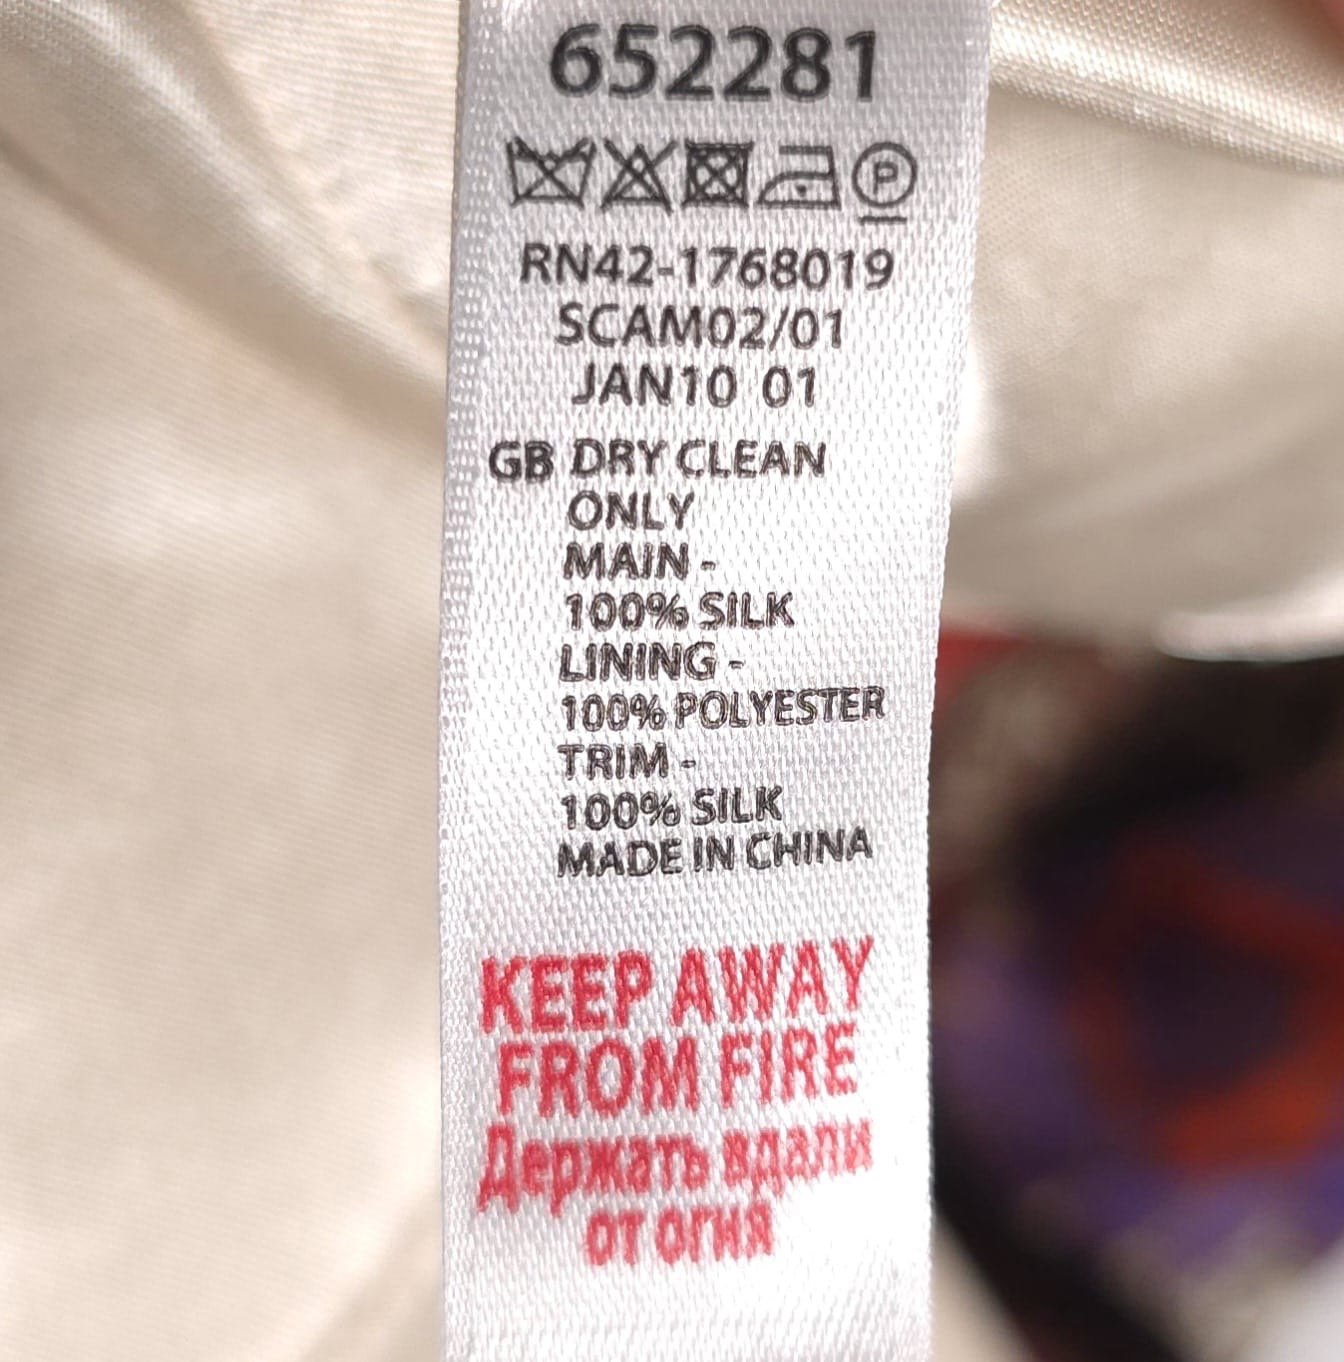 652281
P
RN42-1768019
SCAM02/01
JAN10 01
GB DRY CLEAN
ONLY
MAIN -
100% SILK
LINING -
100% POLYESTER
TRIM -
100% SILK
MADE IN CHINA
KEEP AWAY
FROM FIRE
Держать вдали
от огня